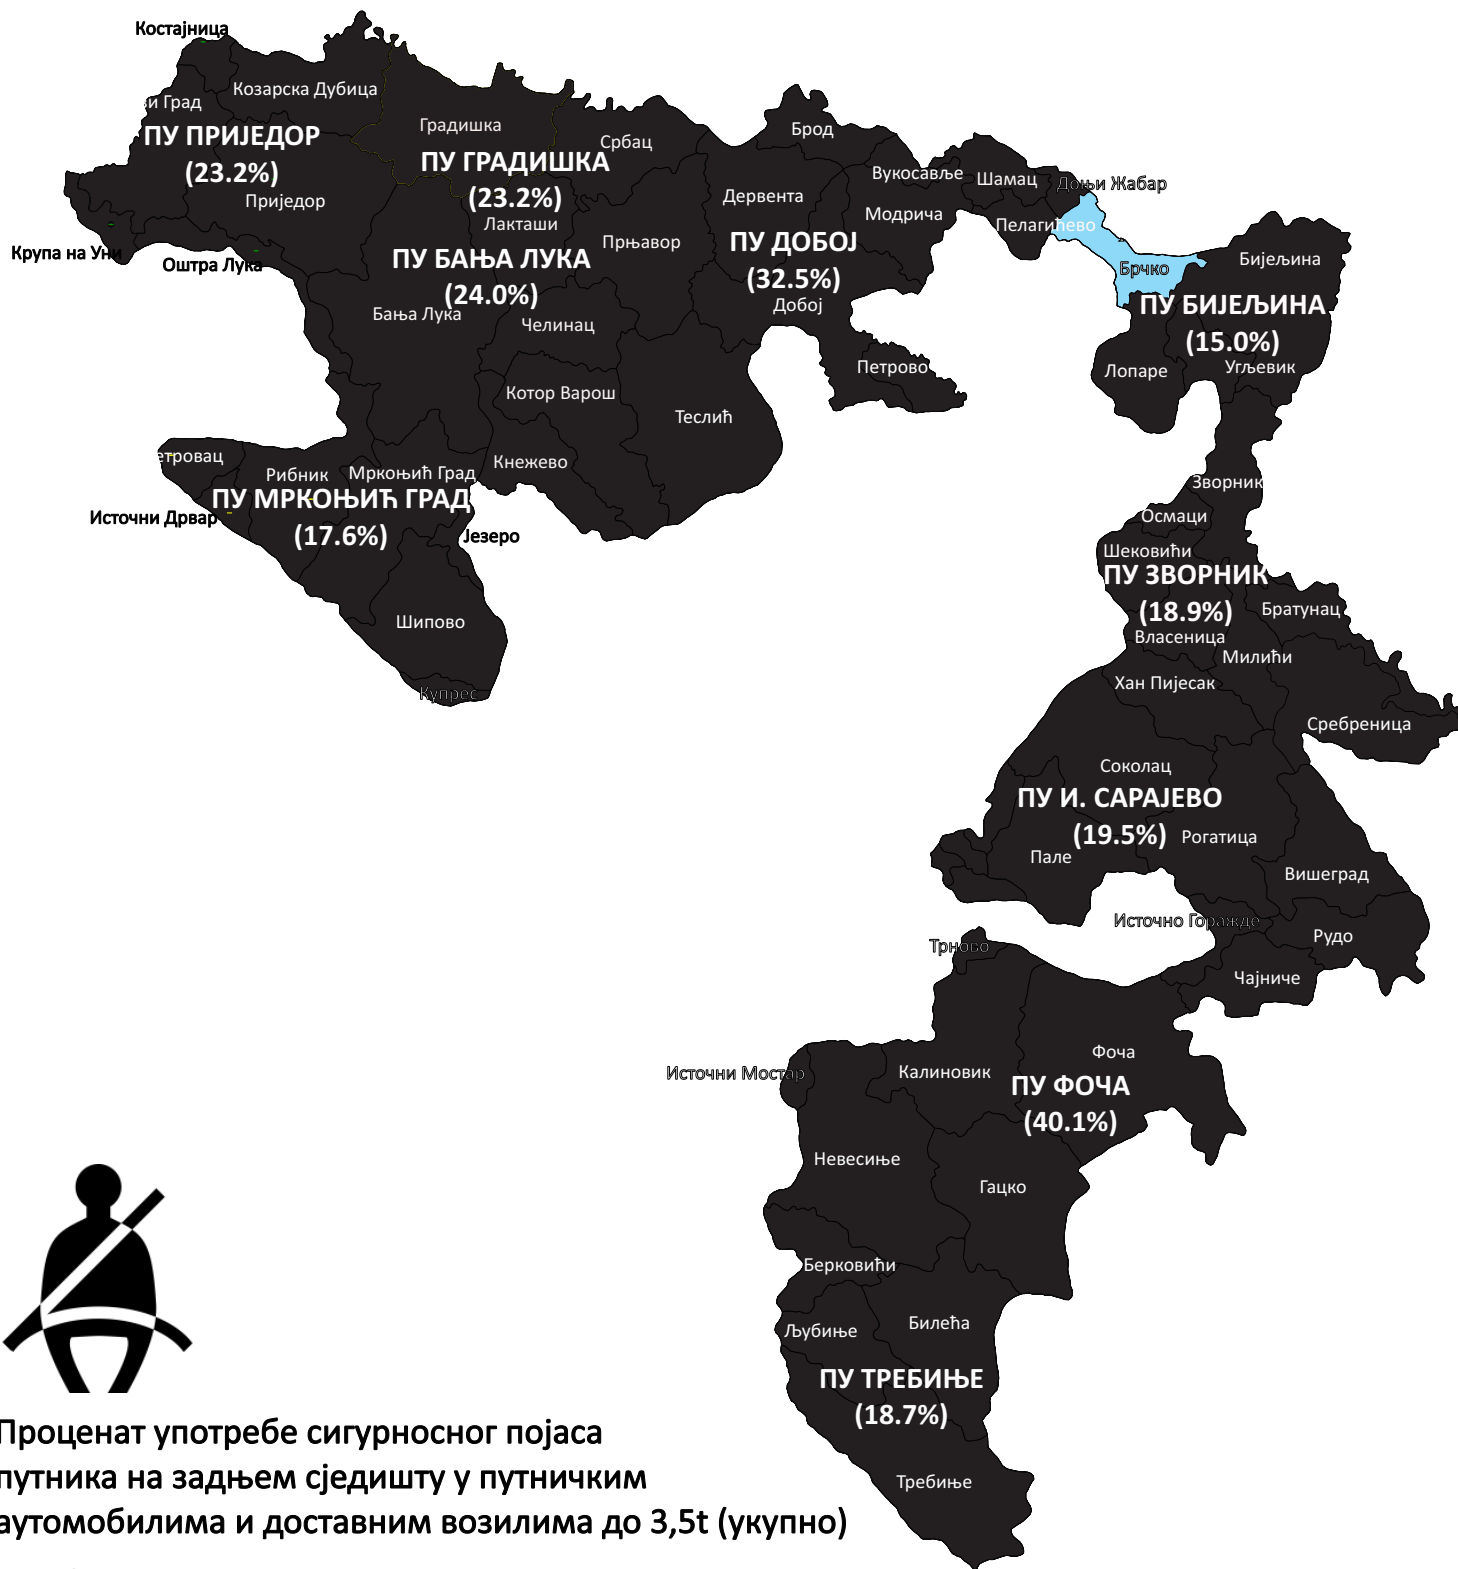 Костајница
Козарска Дубица
ви Град
ПУ ПРИЈЕДОР
(23.2%)
Приједор
Крупа на Уни
Оштра Лука
Градишка
ПУ ГРАДИШКА
(23.2%)
Србац
Лакташи
ПУ БАЊА ЛУКА
(24.0%)
Бања Лука
Прњавор
Челинац
Котор Варош
Кнежево
Теслић
Брод
Дервента
Вукосавље
Модрича
Шамац
Доњи Жабар
Пелагићево
ПУ ДОБОЈ
(32.5%)
Добој
Петрово
Брчко
Бијељина
ПУ БИЈЕЉИНА
(15.0%)
Лопаре
Угљевик
етровац
Рибник
Мркоњић Град
ПУ МРКОЊИЋ ГРАД
(17.6%)
Источни Дрвар
Језеро
Шипово
Купрес
Зворник
Осмаци
Шековићи
ПУ ЗВОРНИК
(18.9%)
Братунац
Власеница
Милићи
Хан Пијесак
Сребреница
Соколац
ПУ И. САРАЈЕВО
(19.5%)
Рогатица
Пале
Вишеград
Источно Горажде
Рудо
Чајниче
Трново
Фоча
Калиновик
ПУ ФОЧА
(40.1%)
Источни Мостар
Невесиње
Гацко
Берковићи
Љубиње
Билећа
ПУ ТРЕБИЊЕ
(18.7%)
Требиње
Проценат употребе сигурносног појаса
путника на задњем сједишту у путничким
аутомобилима и доставним возилима до 3,5t (укупно)